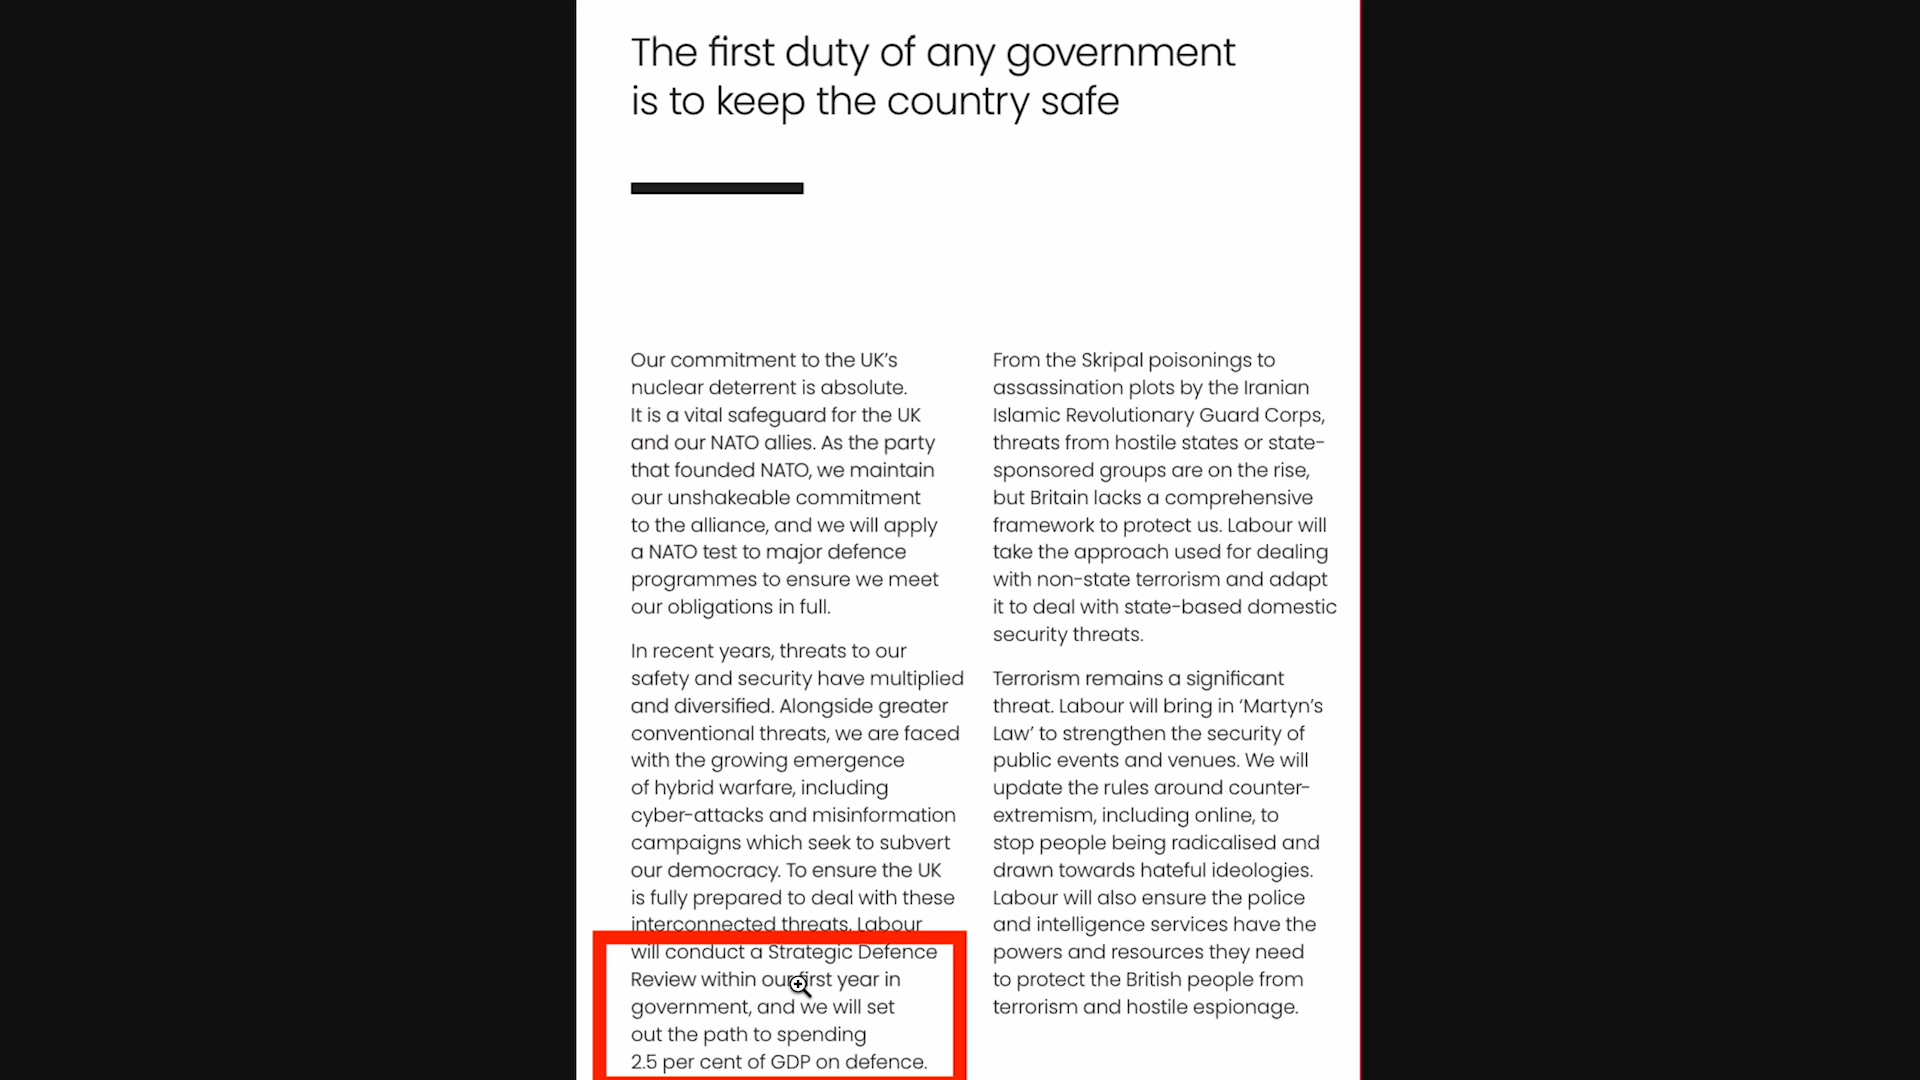 The first duty of any government
is to keep the country safe
Our commitment to the UK’s
nuclear deterrent is absolute.
It is a vital safeguard for the UK
and our NATO allies. As the party
that founded NATO, we maintain
our unshakeable commitment
to the alliance, and we will apply
a NATO test to major defence
programmes to ensure we meet
our obligations in full.
In recent years, threats to our
safety and security have multiplied
and diversified. Alongside greater
conventional threats, we are faced
with the growing emergence
of hybrid warfare, including
cyber-attacks and misinformation
campaigns which seek to subvert
our democracy. To ensure the UK
is fully prepared to deal with these
interconnected threats, Labour
will conduct a Strategic Defence
Review within our first year in
government, and we will set
out the path to spending
2.5 per cent of GDP on defence.
From the Skripal poisonings to
assassination plots by the Iranian
Islamic Revolutionary Guard Corps,
threats from hostile states or state-
sponsored groups are on the rise,
but Britain lacks a comprehensive
framework to protect us. Labour will
take the approach used for dealing
with non-state terrorism and adapt
it to deal with state-based domestic
security threats.
Terrorism remains a significant
threat. Labour will bring in ‘Martyn’s
Law’ to strengthen the security of
public events and venues. We will
update the rules around counter-
extremism, including online, to
stop people being radicalised and
drawn towards hateful ideologies.
Labour will also ensure the police
and intelligence services have the
powers and resources they need
to protect the British people from
terrorism and hostile espionage.